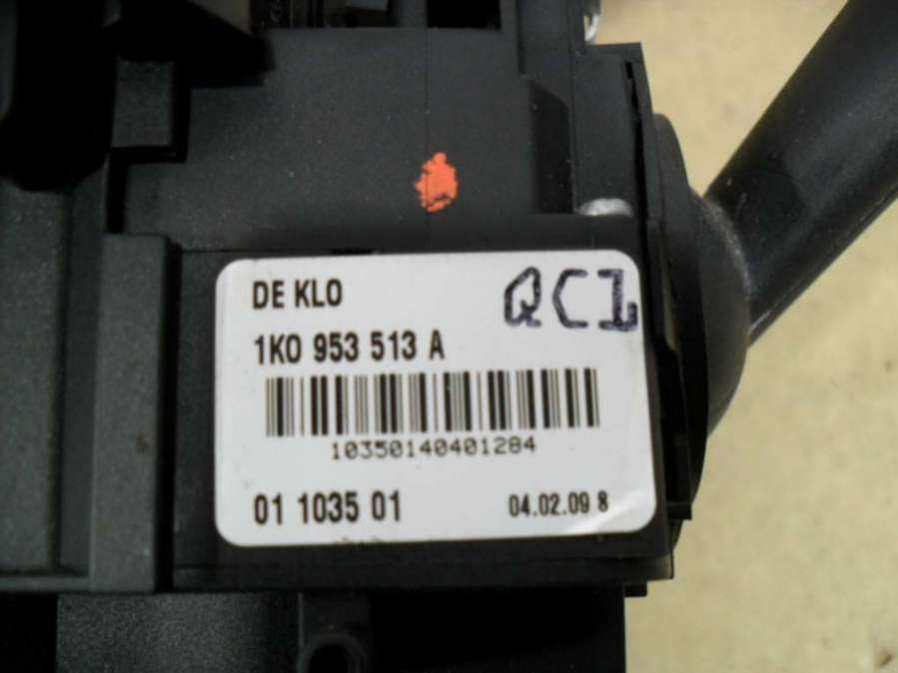 DE KLO
QC1
1K0 953 513 A
10350140401284
01 1035 01
04.02.09 8